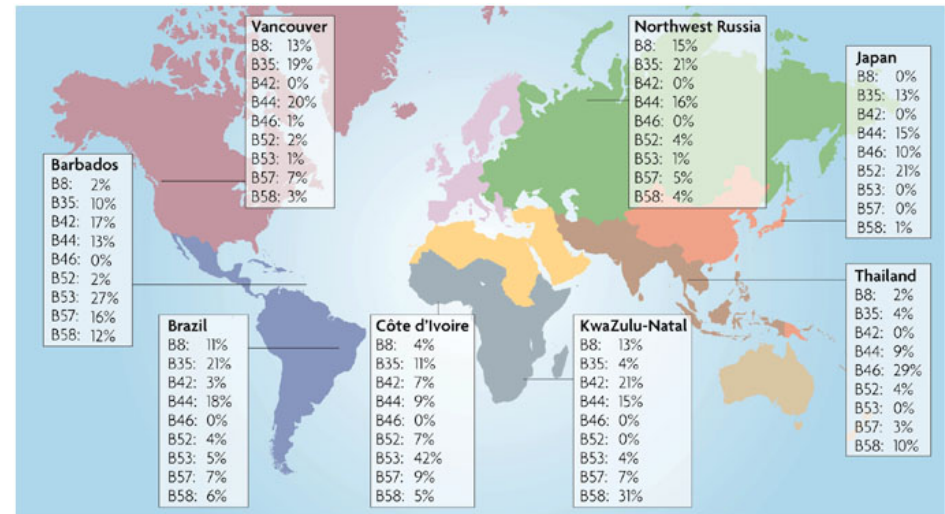 Vancouver
B8: 13%
B35: 19%
B42: 0%
B44: 20%
B46: 1%
B52: 2%
B53: 1%
B57: 7%
B58: 3%
Northwest Russia
B8: 15%
B35: 21%
B42: 0%
B44: 16%
B46: 0%
B52: 4%
B53: 1%
B57: 5%
B58: 4%
Japan
B8: 0%
B35: 13%
B42: 0%
B44: 15%
B46: 10%
B52: 21%
B53: 0%
B57: 0%
B58: 1%
Barbados
B8: 2%
B35: 10%
B42: 17%
B44: 13%
B46: 0%
B52: 2%
B53: 27%
B57: 16%
B58: 12%
Thailand
B8: 2%
B35: 4%
B42: 0%
B44: 9%
B46: 29%
B52: 4%
B53: 0%
B57: 3%
B58: 10%
Brazil
B8: 11%
B35: 21%
B42: 3%
B44: 18%
B46: 0%
B52: 4%
B53: 5%
B57: 7%
B58: 6%
Côte d'Ivoire
B8: 4%
B35: 11%
B42: 7%
B44: 9%
B46: 0%
B52: 7%
B53: 42%
B57: 9%
B58: 5%
KwaZulu-Natal
B8: 13%
B35: 4%
B42: 21%
B44: 15%
B46: 0%
B52: 0%
B53: 4%
B57: 7%
B58: 31%